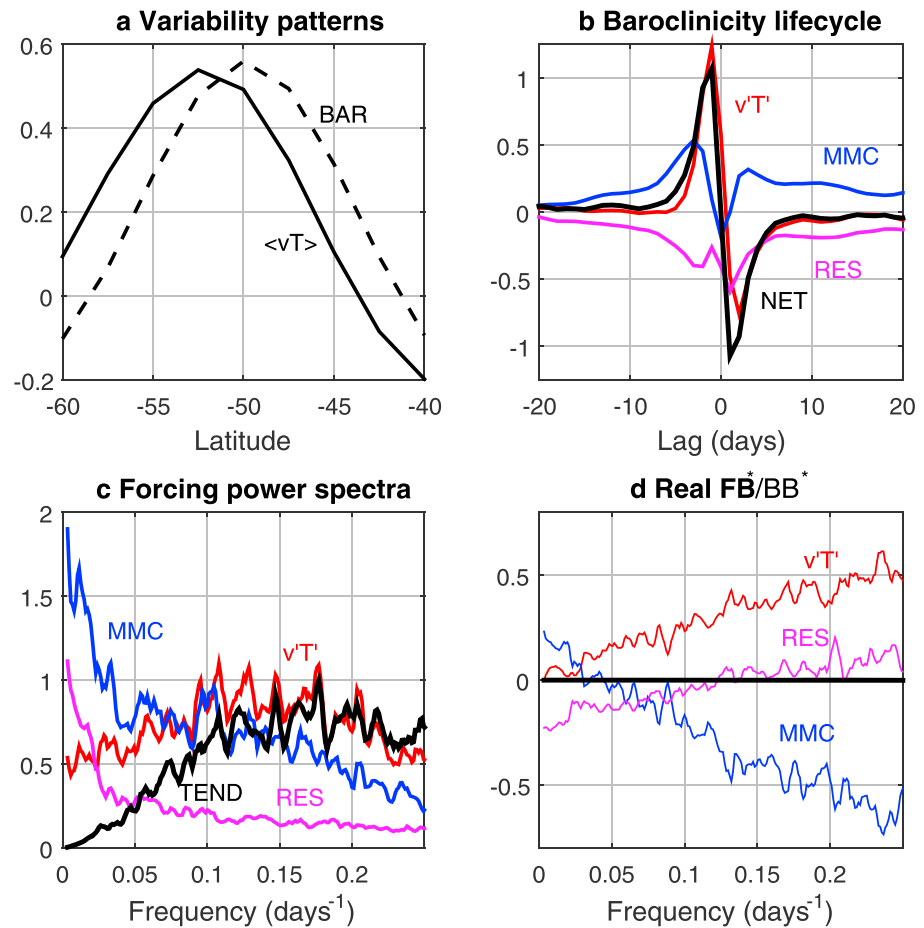 a Variability patterns
0.6
0.4
0.2
0
-0.2
BAR
<vT>
-60
-55
-50
-45
-40
Latitude
b Baroclinicity lifecycle
1
0.5
0
-0.5
-1
v'T'
MMC
RES
NET
-20
-10
0
10
20
Lag (days)
c Forcing power spectra
2
1.5
1
0.5
0
MMC
v'T'
TEND
RES
0
0.05
0.1
0.15
0.2
Frequency (days⁻¹)
d Real FB*/BB*
0.5
0
-0.5
v'T'
RES
MMC
0
0.05
0.1
0.15
0.2
Frequency (days⁻¹)